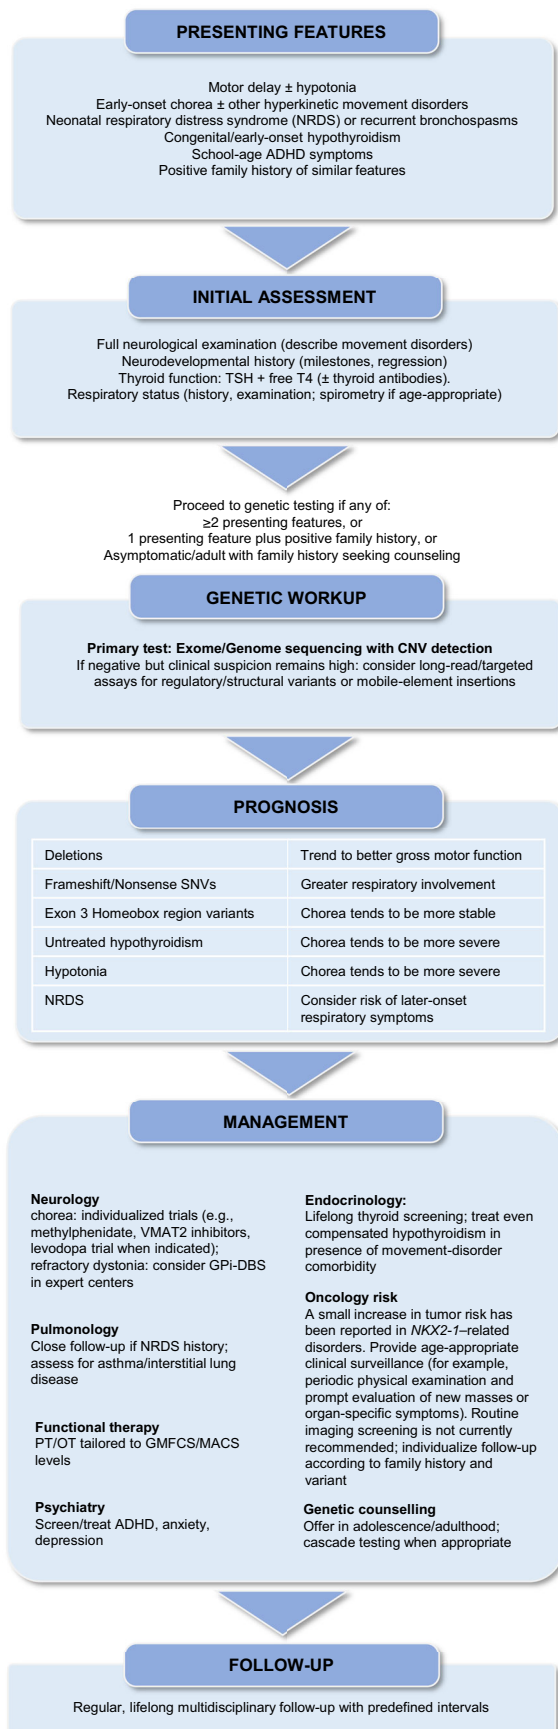 PRESENTING FEATURES
Motor delay ± hypotonia
Early-onset chorea ± other hyperkinetic movement disorders
Neonatal respiratory distress syndrome (NRDS) or recurrent bronchospasms
Congenital/early-onset hypothyroidism
School-age ADHD symptoms
Positive family history of similar features
INITIAL ASSESSMENT
Full neurological examination (describe movement disorders)
Neurodevelopmental history (milestones, regression)
Thyroid function: TSH + free T4 (± thyroid antibodies).
Respiratory status (history, examination; spirometry if age-appropriate)
Proceed to genetic testing if any of:
≥2 presenting features, or
1 presenting feature plus positive family history, or
Asymptomatic/adult with family history seeking counseling
GENETIC WORKUP
Primary test: Exome/Genome sequencing with CNV detection
If negative but clinical suspicion remains high: consider long-read/targeted
assays for regulatory/structural variants or mobile-element insertions
PROGNOSIS
Deletions Trend to better gross motor function
Frameshift/Nonsense SNVs Greater respiratory involvement
Exon 3 Homeobox region variants Chorea tends to be more stable
Untreated hypothyroidism Chorea tends to be more severe
Hypotonia Chorea tends to be more severe
NRDS Consider risk of later-onset
respiratory symptoms
MANAGEMENT
Neurology
chorea: individualized trials (e.g.,
methylphenidate, VMAT2 inhibitors,
levodopa trial when indicated);
refractory dystonia: consider GPi-DBS
in expert centers
Pulmonology
Close follow-up if NRDS history;
assess for asthma/interstitial lung
disease
Functional therapy
PT/OT tailored to GMFCS/MACS
levels
Psychiatry
Screen/treat ADHD, anxiety,
depression
Endocrinology:
Lifelong thyroid screening; treat even
compensated hypothyroidism in
presence of movement-disorder
comorbidity
Oncology risk
A small increase in tumor risk has
been reported in NKX2-1–related
disorders. Provide age-appropriate
clinical surveillance (for example,
periodic physical examination and
prompt evaluation of new masses or
organ-specific symptoms). Routine
imaging screening is not currently
recommended; individualize follow-up
according to family history and
variant
Genetic counselling
Offer in adolescence/adulthood;
cascade testing when appropriate
FOLLOW-UP
Regular, lifelong multidisciplinary follow-up with predefined intervals